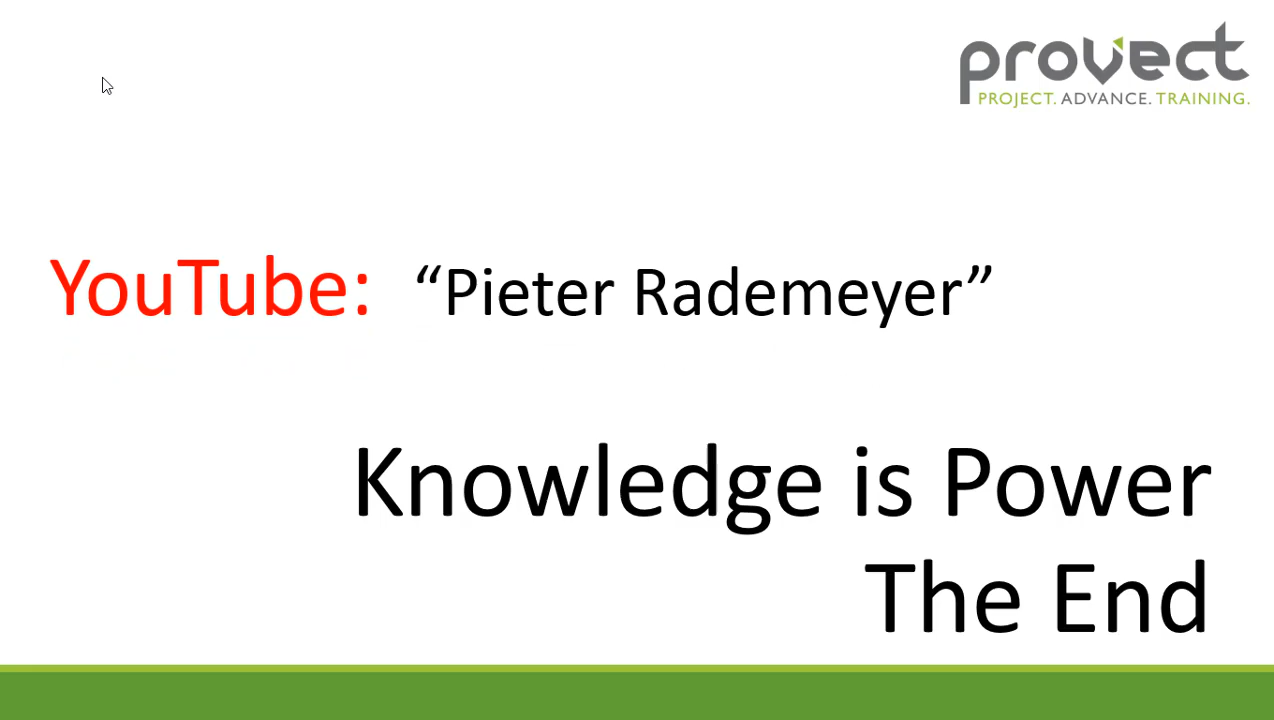 provect
PROJECT. ADVANCE. TRAINING.
YouTube: “Pieter Rademeyer”
Knowledge is Power
The End